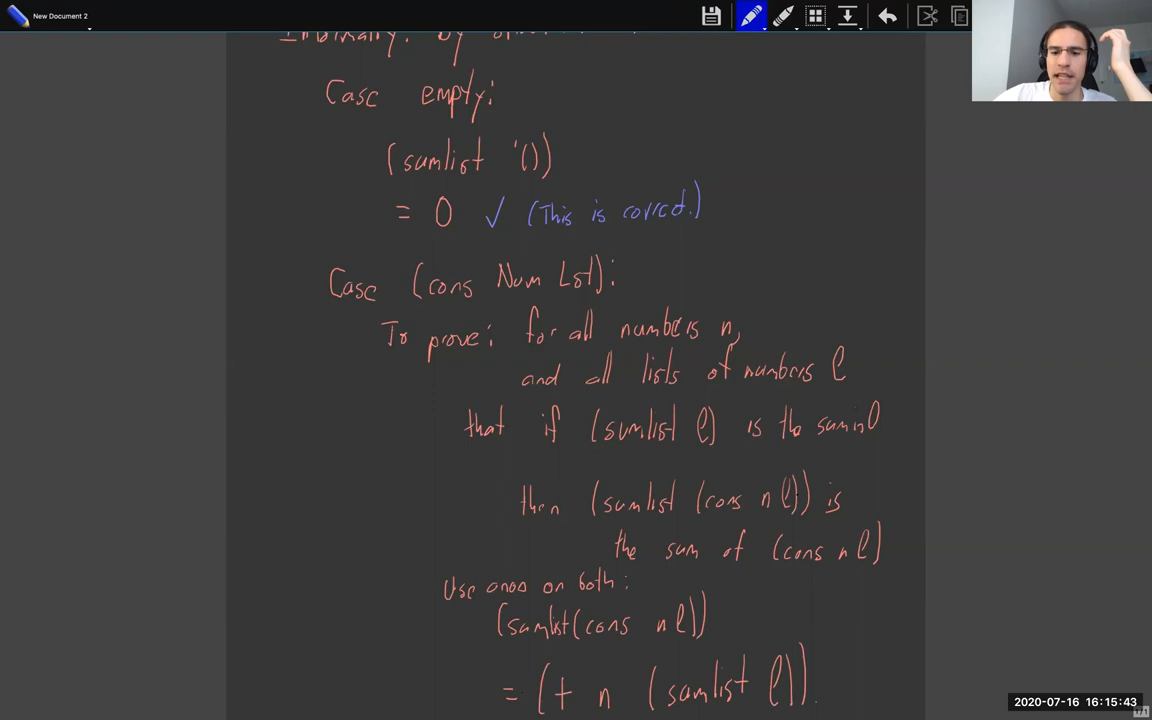 New Document 2
Case empty:
(sumlist '())
= 0 ✓ (This is correct.)
Case (cons Num Lst):
To prove: for all numbers n,
and all lists of numbers l
that if (sumlist l) is the sum in l
then (sumlist (cons n l)) is
the sum of (cons n l)
Use on both:
(sumlist(cons n l))
= (+ n (sumlist l)).
2020-07-16 16:15:43